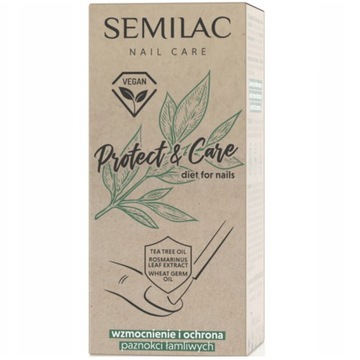 SEMILAC
NAIL CARE
VEGAN
Protect & Care
diet for nails
TEA TREE OIL
ROSMARINUS
LEAF EXTRACT
WHEAT GERM
OIL
wzmocnienie i ochrona
paznokci łamliwych